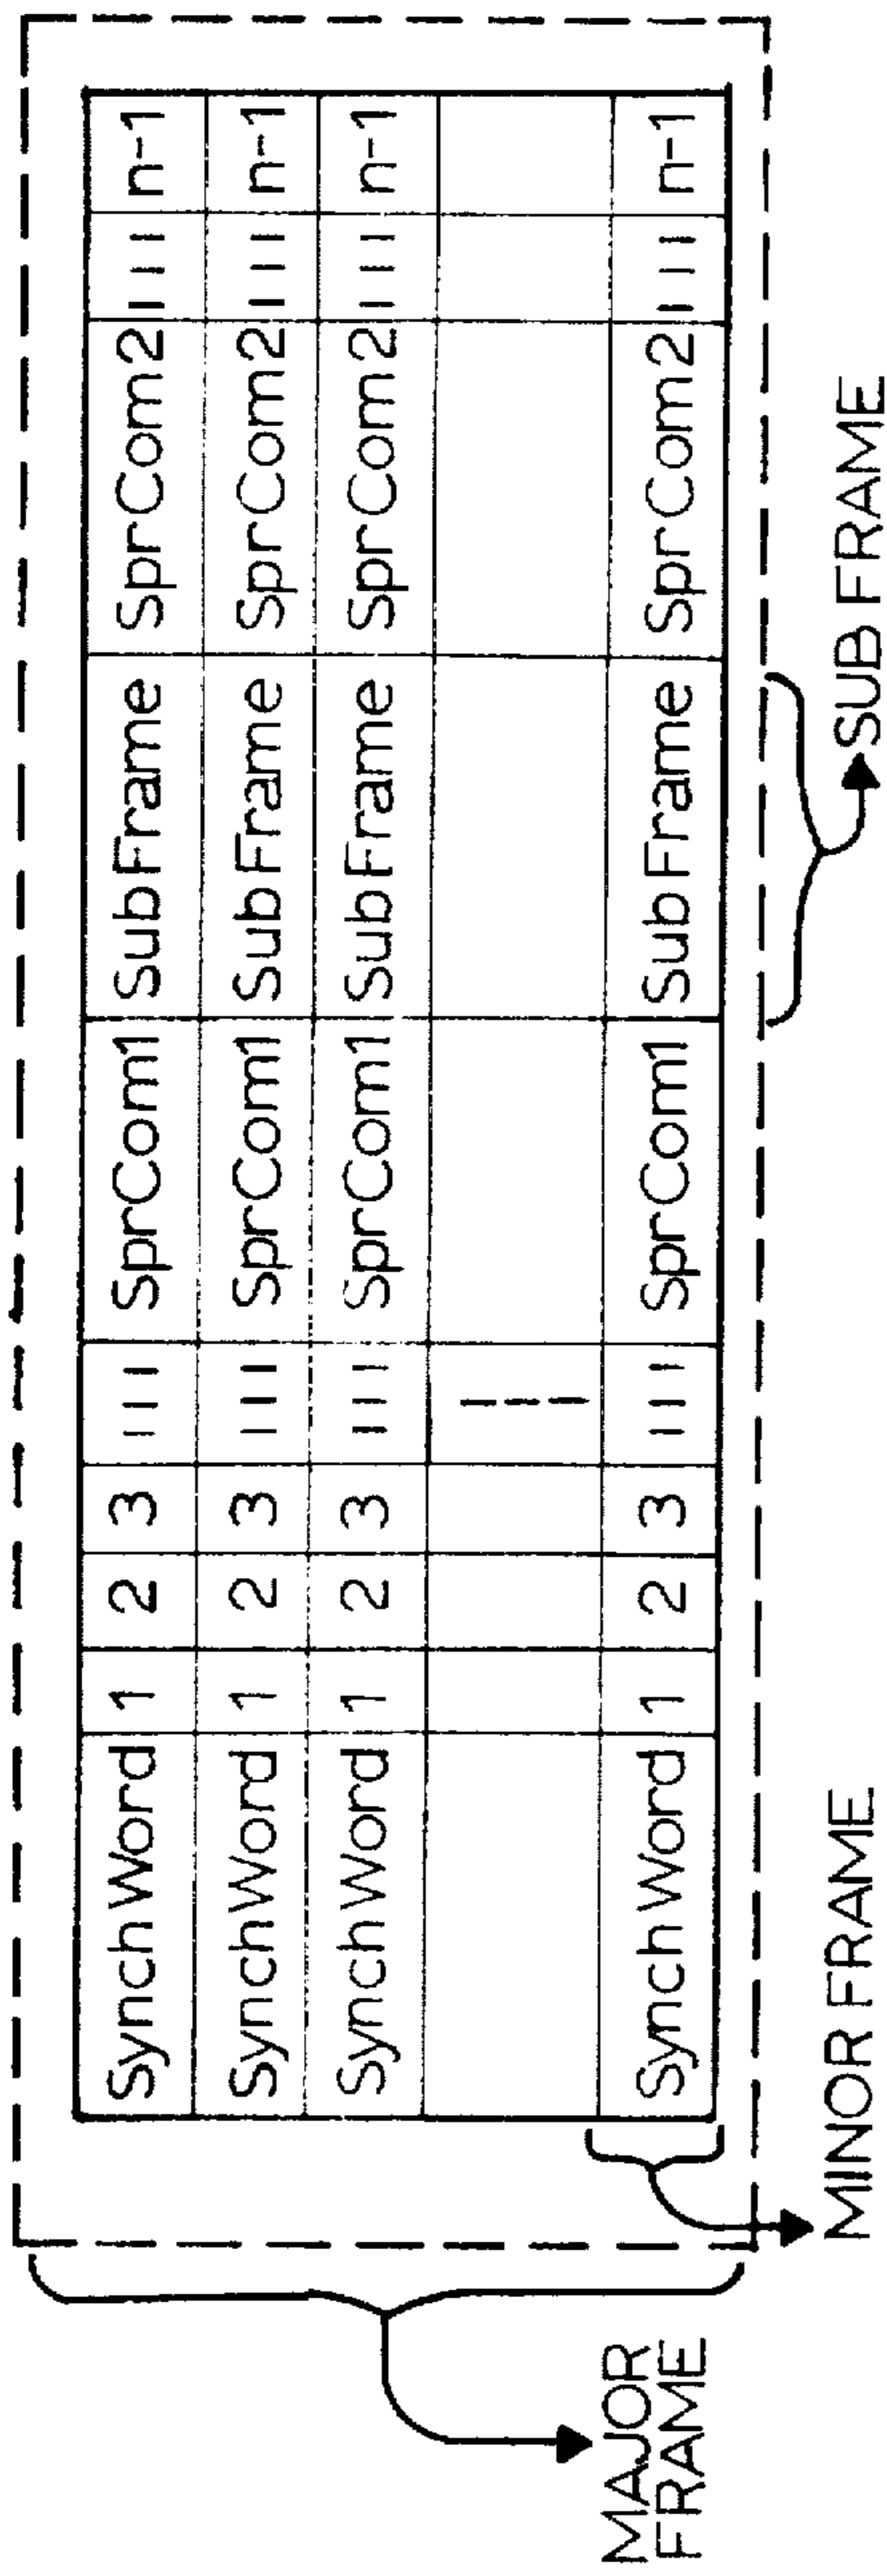 SynchWord 1 2 3 SprCom1 SubFrame SprCom2 n-1
SynchWord 1 2 3 SprCom1 SubFrame SprCom2 n-1
SynchWord 1 2 3 SprCom1 SubFrame SprCom2 n-1
SynchWord 1 2 3 SprCom1 SubFrame SprCom2 n-1
MAJOR
FRAME
MINOR FRAME
SUB FRAME